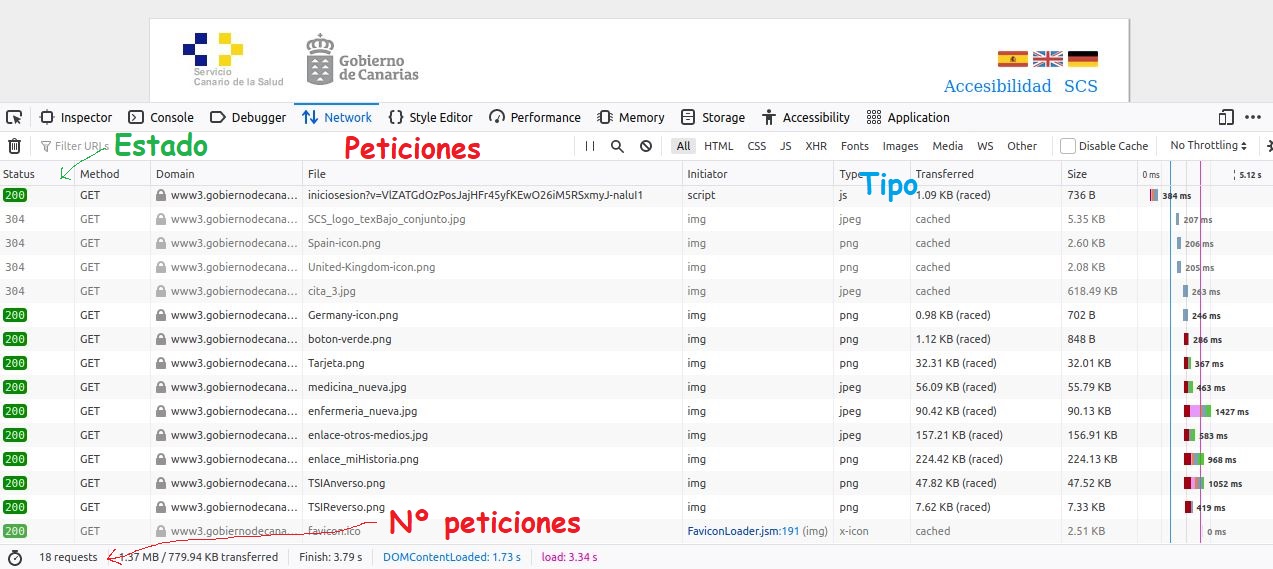 Servicio
Canario de la Salud
Gobierno
de Canarias
Accesibilidad SCS
Inspector Console Debugger Network Style Editor Performance Memory Storage Accessibility Application
Filter URLs Estado Peticiones All HTML CSS JS XHR Fonts Images Media WS Other Disable Cache No Throttling
Status Method Domain File Initiator Type Tipo Transferred Size 0 ms 5.12 s
200 GET www3.gobiernodecana... iniciosesion?v=VlZATGdOzPosJajHFr45yfKEwO26iM5RSxmyJ-naluI1 script js 1.09 KB (raced) 736 B 384 ms
304 GET www3.gobiernodecana... SCS_logo_texBajo_conjunto.jpg img jpeg cached 5.35 KB 207 ms
304 GET www3.gobiernodecana... Spain-icon.png img png cached 2.60 KB 206 ms
304 GET www3.gobiernodecana... United-Kingdom-icon.png img png cached 2.08 KB 205 ms
304 GET www3.gobiernodecana... cita_3.jpg img jpeg cached 618.49 KB 263 ms
200 GET www3.gobiernodecana... Germany-icon.png img png 0.98 KB (raced) 702 B 246 ms
200 GET www3.gobiernodecana... boton-verde.png img png 1.12 KB (raced) 848 B 286 ms
200 GET www3.gobiernodecana... Tarjeta.png img png 32.31 KB (raced) 32.01 KB 367 ms
200 GET www3.gobiernodecana... medicina_nueva.jpg img jpeg 56.09 KB (raced) 55.79 KB 463 ms
200 GET www3.gobiernodecana... enfermeria_nueva.jpg img jpeg 90.42 KB (raced) 90.13 KB 1427 ms
200 GET www3.gobiernodecana... enlace-otros-medios.jpg img jpeg 157.21 KB (raced) 156.91 KB 583 ms
200 GET www3.gobiernodecana... enlace_miHistoria.png img png 224.42 KB (raced) 224.13 KB 968 ms
200 GET www3.gobiernodecana... TSIAnverso.png img png 47.82 KB (raced) 47.52 KB 1052 ms
200 GET www3.gobiernodecana... TSIReverso.png img png 7.62 KB (raced) 7.33 KB 419 ms
200 GET www3.gobiernodecana... favicon.ico Nº peticiones FaviconLoader.jsm:191 (img) x-icon cached 2.51 KB 0 ms
18 requests 1.37 MB / 779.94 KB transferred Finish: 3.79 s DOMContentLoaded: 1.73 s load: 3.34 s